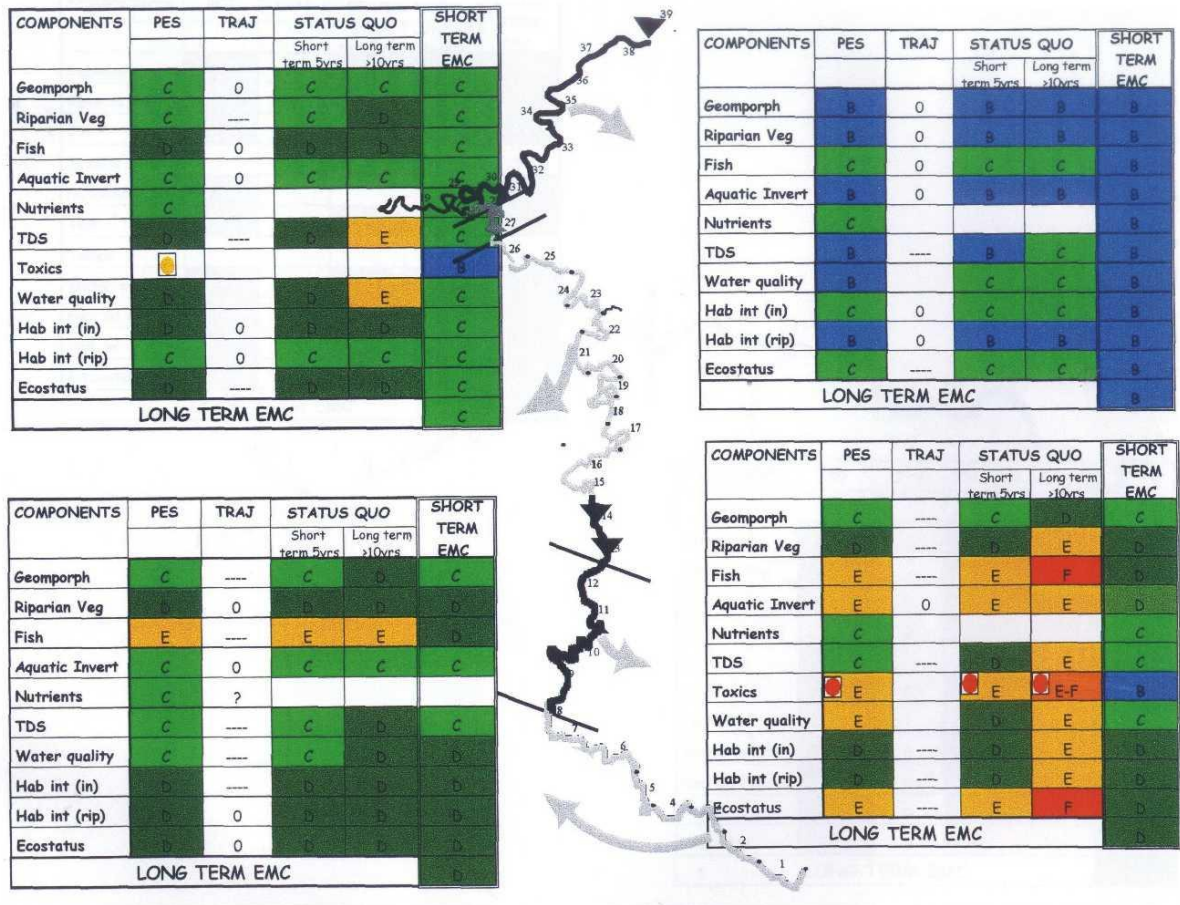 COMPONENTS PES TRAJ STATUS QUO SHORT TERM EMC
Short term 5yrs Long term >10yrs
Geomporph C 0 C C C
Riparian Veg C ---- C D C
Fish D 0 D D C
Aquatic Invert C 0 C C C
Nutrients C
TDS D ---- D E C
Toxics B
Water quality D D E C
Hab int (in) D 0 D D C
Hab int (rip) C 0 C C C
Ecostatus D ---- D D C
LONG TERM EMC C
COMPONENTS PES TRAJ STATUS QUO SHORT TERM EMC
Short term 5yrs Long term >10yrs
Geomporph B 0 B B B
Riparian Veg B 0 B B B
Fish C 0 C C B
Aquatic Invert B 0 B B B
Nutrients C B
TDS B ---- B C B
Water quality B C C B
Hab int (in) C 0 C C B
Hab int (rip) B 0 B B B
Ecostatus C ---- C C B
LONG TERM EMC B
COMPONENTS PES TRAJ STATUS QUO SHORT TERM EMC
Short term 5yrs Long term >10yrs
Geomporph C ---- C D C
Riparian Veg D 0 D D D
Fish E ---- E E D
Aquatic Invert C 0 C C C
Nutrients C ?
TDS C ---- C D C
Water quality C ---- C D D
Hab int (in) D ---- D D D
Hab int (rip) D 0 D D D
Ecostatus D 0 D D D
LONG TERM EMC D
COMPONENTS PES TRAJ STATUS QUO SHORT TERM EMC
Short term 5yrs Long term >10yrs
Geomporph C ---- C D C
Riparian Veg D ---- D E D
Fish E ---- E F D
Aquatic Invert E 0 E E D
Nutrients C C
TDS C ---- D E C
Toxics E E E-F B
Water quality E D E C
Hab int (in) D ---- D E D
Hab int (rip) D ---- D E D
Ecostatus E ---- E F D
LONG TERM EMC D
39
38
37
36
35
34
33
32
31
30
27
26
25
24
23
22
21
20
19
18
17
16
15
14
12
11
10
8
7
6
5
4
2
1